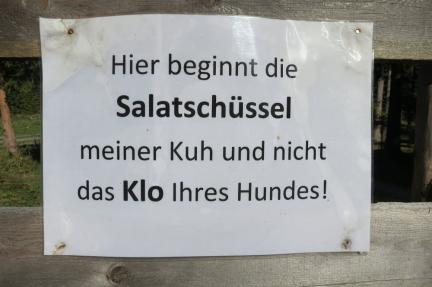 Hier beginnt die
Salatschüssel
meiner Kuh und nicht
das Klo Ihres Hundes!